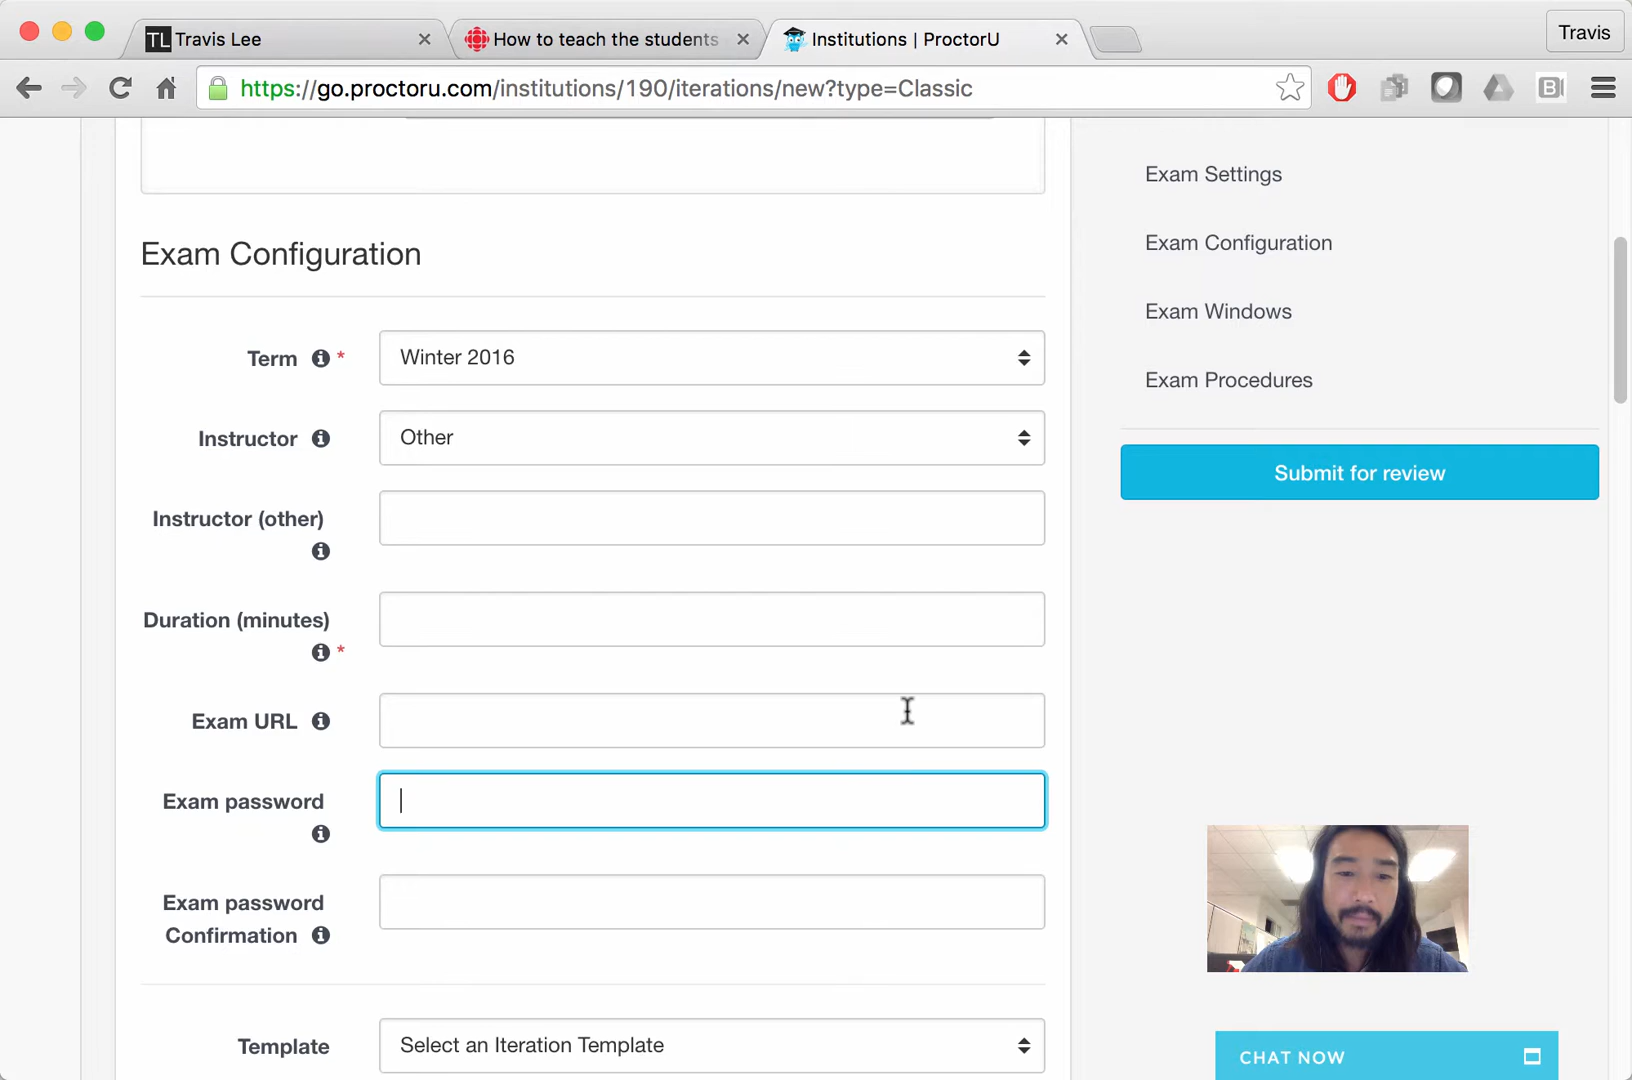 TL Travis Lee
How to teach the students
Institutions | ProctorU
Travis
https://go.proctoru.com/institutions/190/iterations/new?type=Classic
Exam Settings
Exam Configuration
Exam Configuration
Exam Windows
Exam Procedures
Submit for review
Term *
Winter 2016
Instructor
Other
Instructor (other)
Duration (minutes)
*
Exam URL
Exam password
Exam password
Confirmation
Template
Select an Iteration Template
CHAT NOW